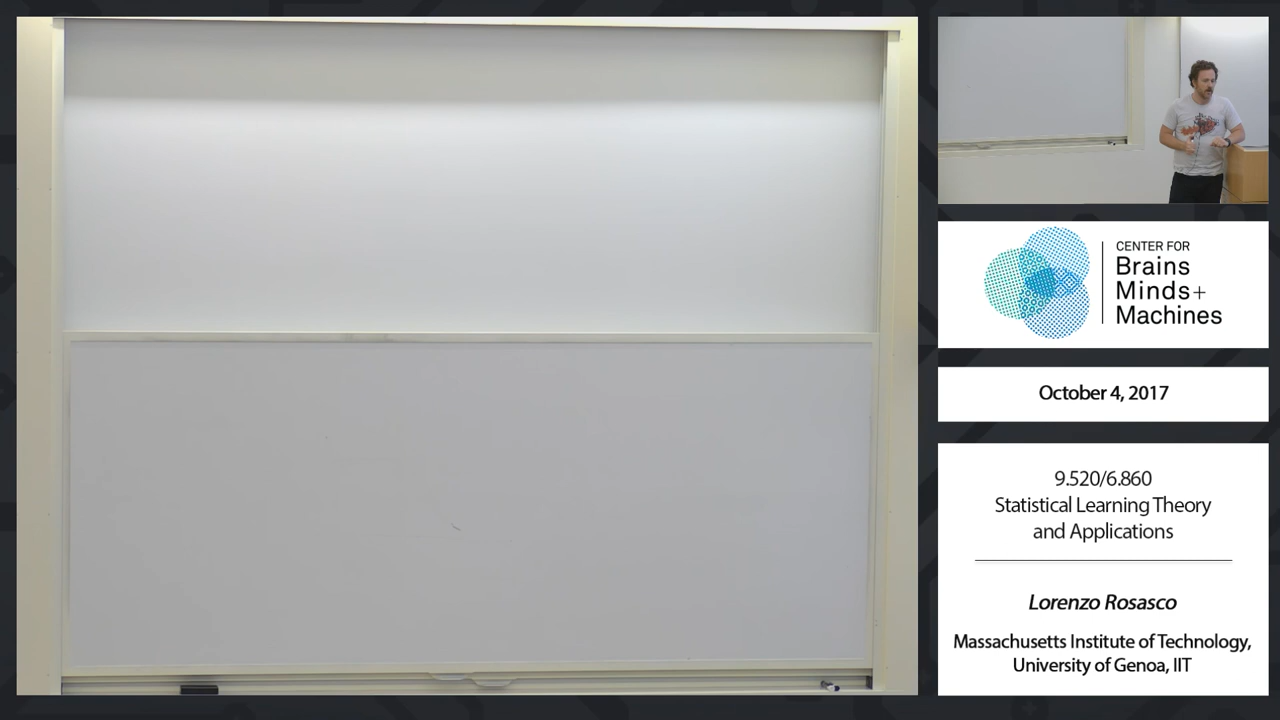 CENTER FOR
Brains
Minds+
Machines
October 4, 2017
9.520/6.860
Statistical Learning Theory
and Applications
Lorenzo Rosasco
Massachusetts Institute of Technology,
University of Genoa, IIT